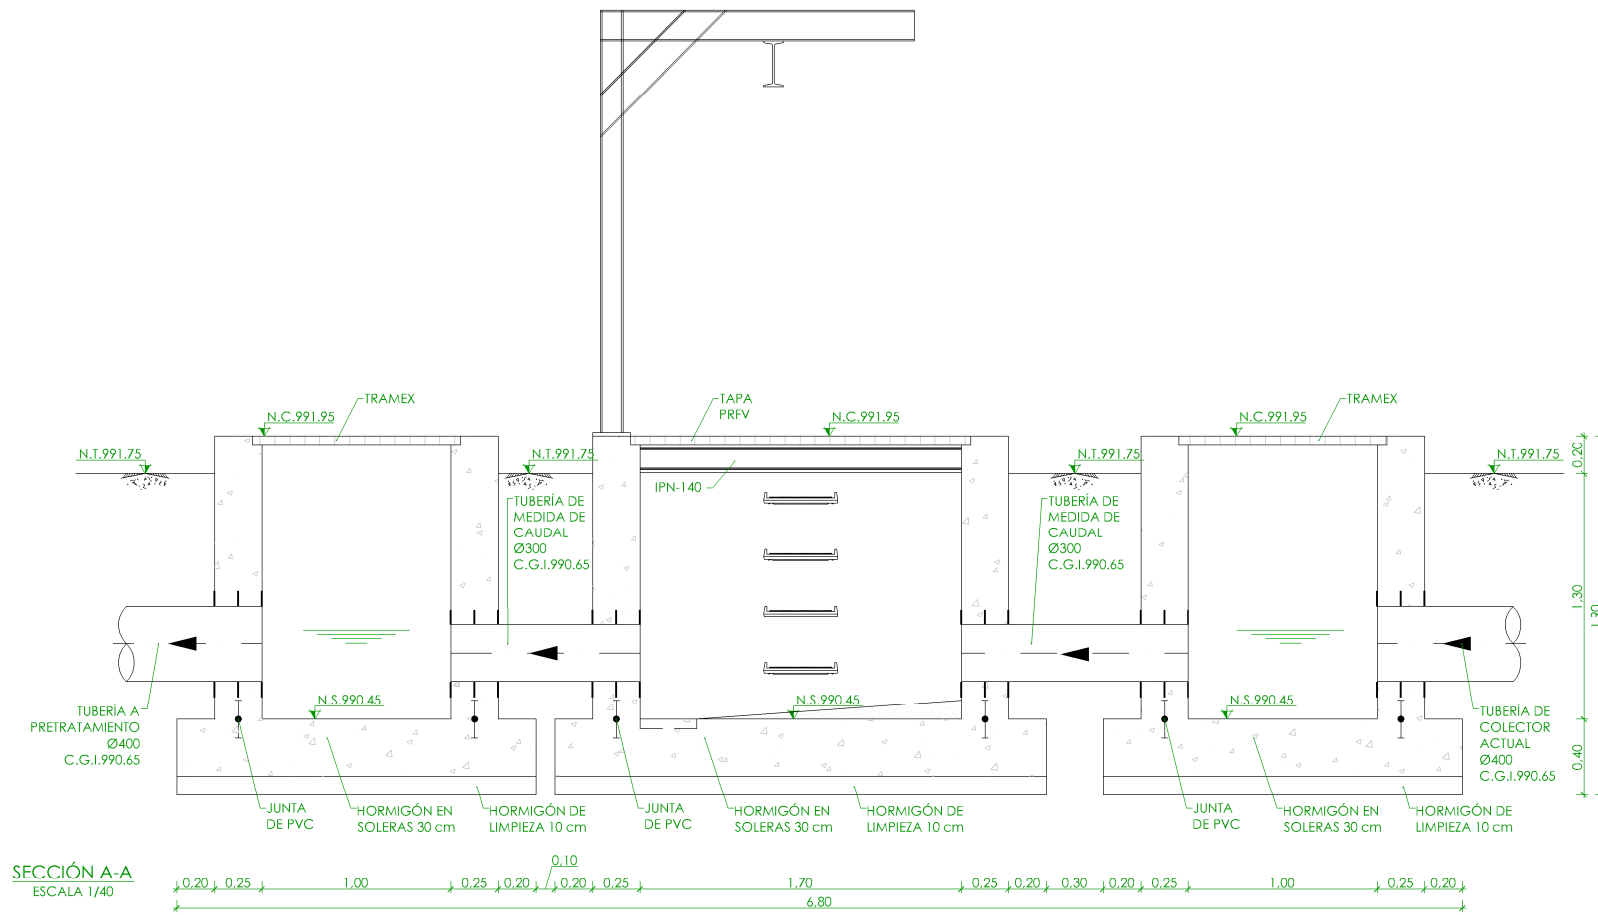 TRAMEX
N.C.991.95
TAPA
PRFV
N.C.991.95
TRAMEX
N.C.991.95
N.T.991.75
N.T.991.75
N.T.991.75
N.T.991.75
0,20
IPN-140
TUBERÍA DE
MEDIDA DE
CAUDAL
Ø300
C.G.I.990.65
TUBERÍA DE
MEDIDA DE
CAUDAL
Ø300
C.G.I.990.65
1,30
N.S.990.45
N.S.990.45
N.S.990.45
TUBERÍA A
PRETRATAMIENTO
Ø400
C.G.I.990.65
TUBERÍA DE
COLECTOR
ACTUAL
Ø400
C.G.I.990.65
0,40
JUNTA
DE PVC
HORMIGÓN EN
SOLERAS 30 cm
HORMIGÓN DE
LIMPIEZA 10 cm
JUNTA
DE PVC
HORMIGÓN EN
SOLERAS 30 cm
HORMIGÓN DE
LIMPIEZA 10 cm
JUNTA
DE PVC
HORMIGÓN EN
SOLERAS 30 cm
HORMIGÓN DE
LIMPIEZA 10 cm
SECCIÓN A-A
ESCALA 1/40
0,10
0,20 0,25 1,00 0,25 0,20 0,20 0,25 1,70 0,25 0,20 0,30 0,20 0,25 1,00 0,25 0,20
6,80